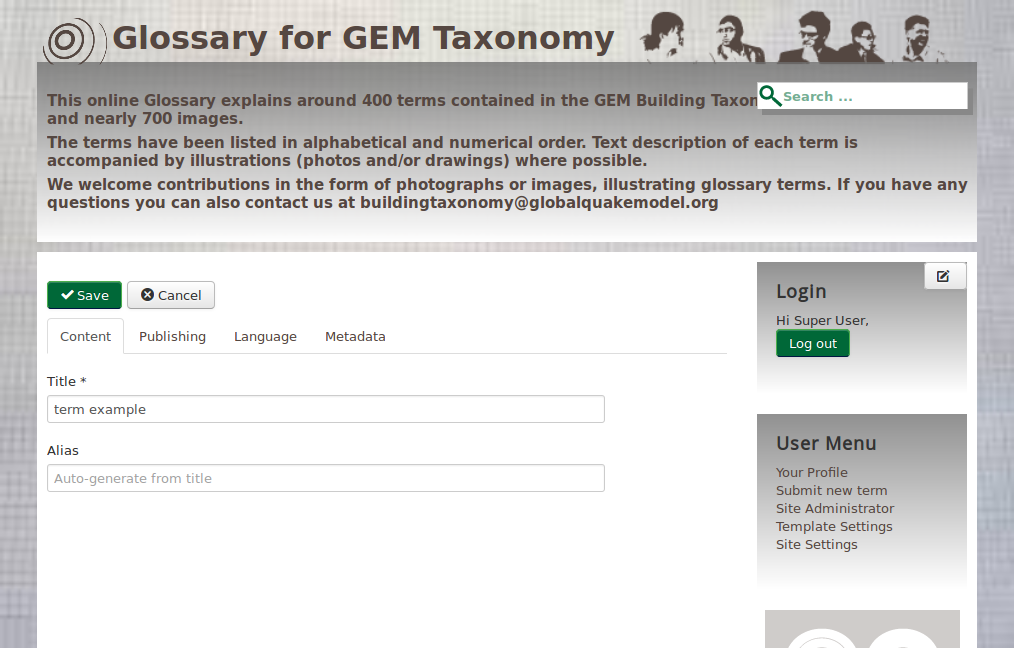 Glossary for GEM Taxonomy
This online Glossary explains around 400 terms contained in the GEM Building
and nearly 700 images.
Search ...
The terms have been listed in alphabetical and numerical order. Text description of each term is
accompanied by illustrations (photos and/or drawings) where possible.
We welcome contributions in the form of photographs or images, illustrating glossary terms. If you have any
questions you can also contact us at buildingtaxonomy@globalquakemodel.org
Save
Cancel
Content
Publishing
Language
Metadata
Title *
term example
Alias
Auto-generate from title
Login
Hi Super User,
Log out
User Menu
Your Profile
Submit new term
Site Administrator
Template Settings
Site Settings